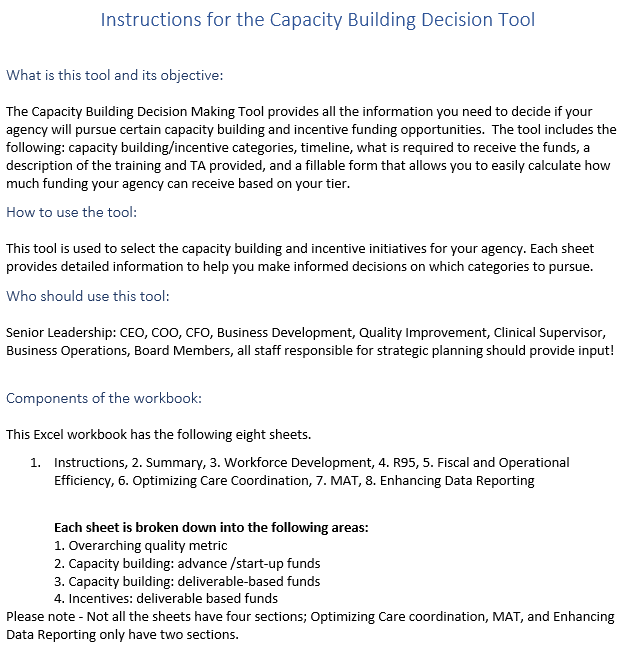 Instructions for the Capacity Building Decision Tool
What is this tool and its objective:
The Capacity Building Decision Making Tool provides all the information you need to decide if your
agency will pursue certain capacity building and incentive funding opportunities.  The tool includes the
following: capacity building/incentive categories, timeline, what is required to receive the funds, a
description of the training and TA provided, and a fillable form that allows you to easily calculate how
much funding your agency can receive based on your tier.
How to use the tool:
This tool is used to select the capacity building and incentive initiatives for your agency. Each sheet
provides detailed information to help you make informed decisions on which categories to pursue.
Who should use this tool:
Senior Leadership: CEO, COO, CFO, Business Development, Quality Improvement, Clinical Supervisor,
Business Operations, Board Members, all staff responsible for strategic planning should provide input!
Components of the workbook:
This Excel workbook has the following eight sheets.
1. Instructions, 2. Summary, 3. Workforce Development, 4. R95, 5. Fiscal and Operational
Efficiency, 6. Optimizing Care Coordination, 7. MAT, 8. Enhancing Data Reporting
Each sheet is broken down into the following areas:
1. Overarching quality metric
2. Capacity building: advance /start-up funds
3. Capacity building: deliverable-based funds
4. Incentives: deliverable based funds
Please note - Not all the sheets have four sections; Optimizing Care coordination, MAT, and Enhancing
Data Reporting only have two sections.